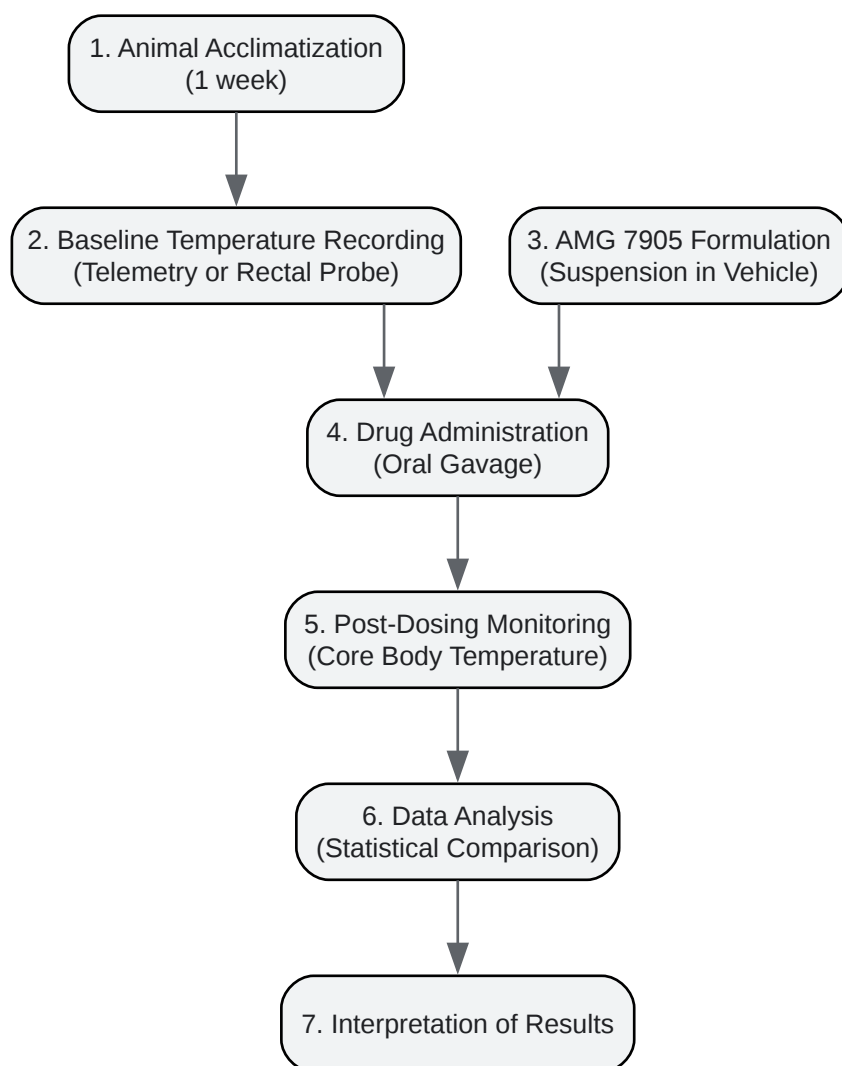 1. Animal Acclimatization
(1 week)
2. Baseline Temperature Recording
(Telemetry or Rectal Probe)
3. AMG 7905 Formulation
(Suspension in Vehicle)
4. Drug Administration
(Oral Gavage)
5. Post-Dosing Monitoring
(Core Body Temperature)
6. Data Analysis
(Statistical Comparison)
7. Interpretation of Results